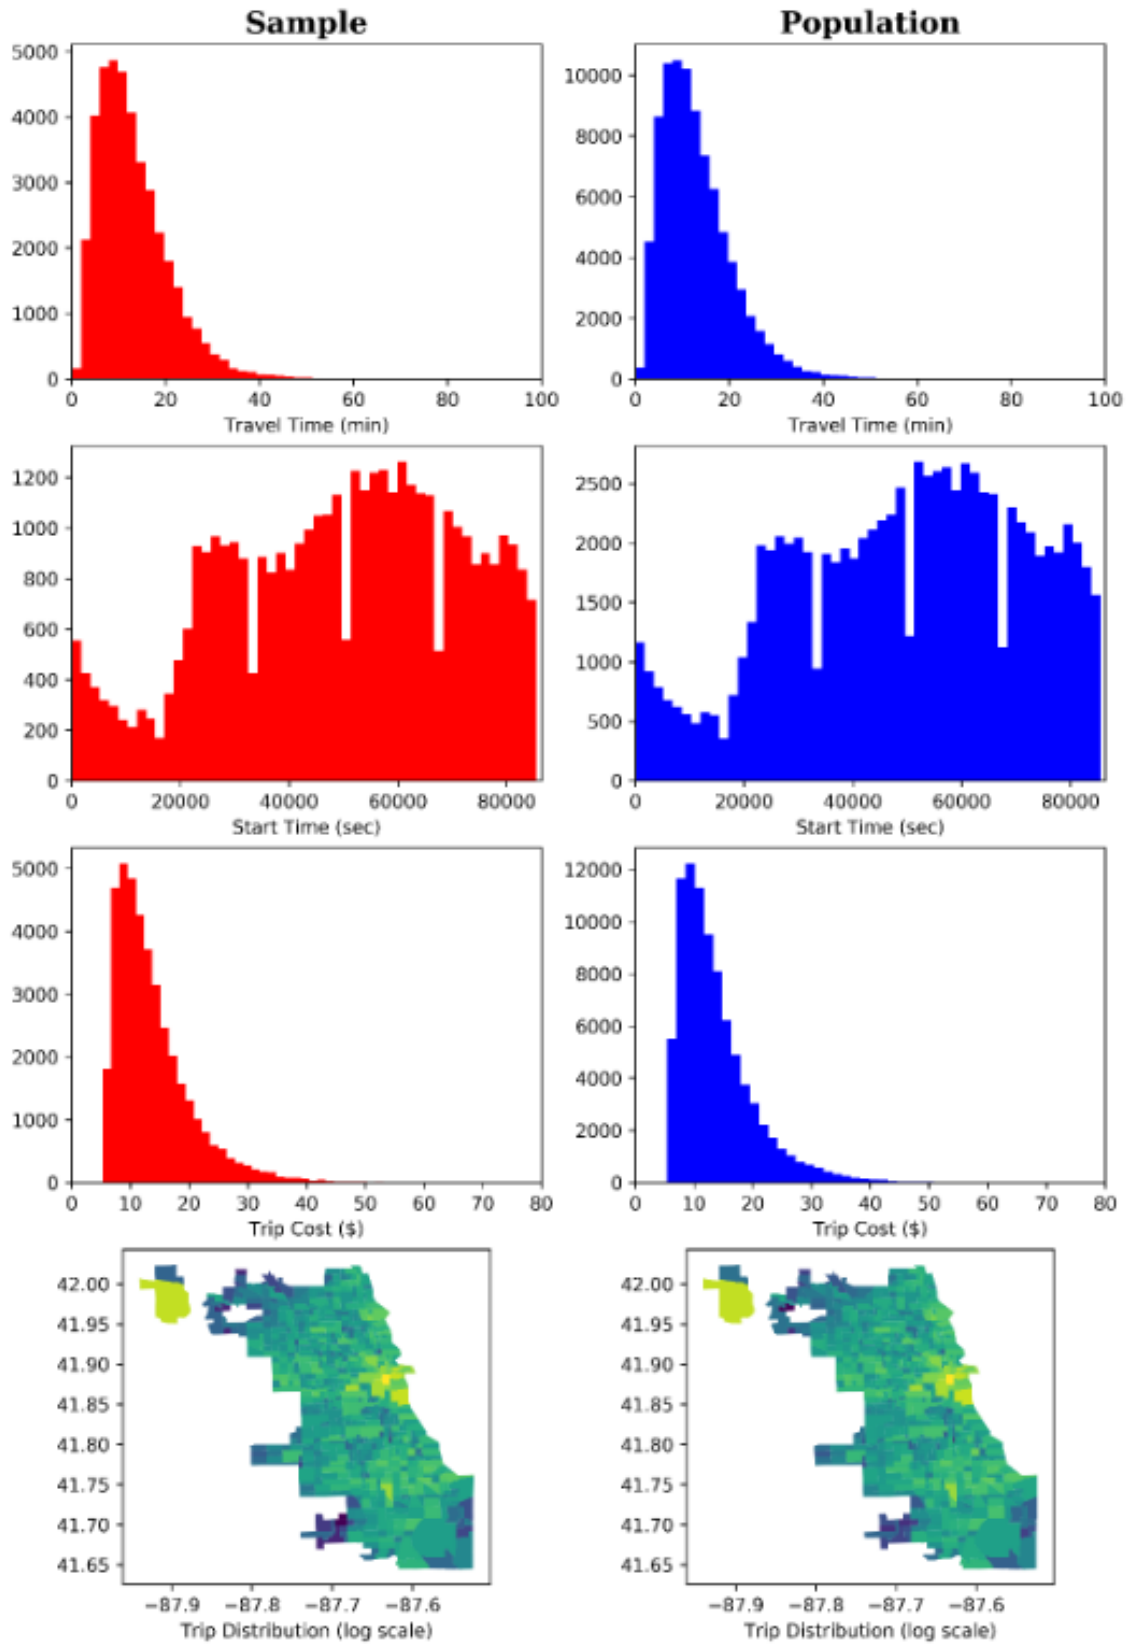 Sample Population
5000 4000 3000 2000 1000 0
0 20 40 60 80 100
Travel Time (min)
10000 8000 6000 4000 2000 0
0 20 40 60 80 100
Travel Time (min)
1200 1000 800 600 400 200 0
0 20000 40000 60000 80000
Start Time (sec)
2500 2000 1500 1000 500 0
0 20000 40000 60000 80000
Start Time (sec)
5000 4000 3000 2000 1000 0
0 10 20 30 40 50 60 70 80
Trip Cost ($)
12000 10000 8000 6000 4000 2000 0
0 10 20 30 40 50 60 70 80
Trip Cost ($)
42.00 41.95 41.90 41.85 41.80 41.75 41.70 41.65
−87.9 −87.8 −87.7 −87.6
Trip Distribution (log scale)
42.00 41.95 41.90 41.85 41.80 41.75 41.70 41.65
−87.9 −87.8 −87.7 −87.6
Trip Distribution (log scale)